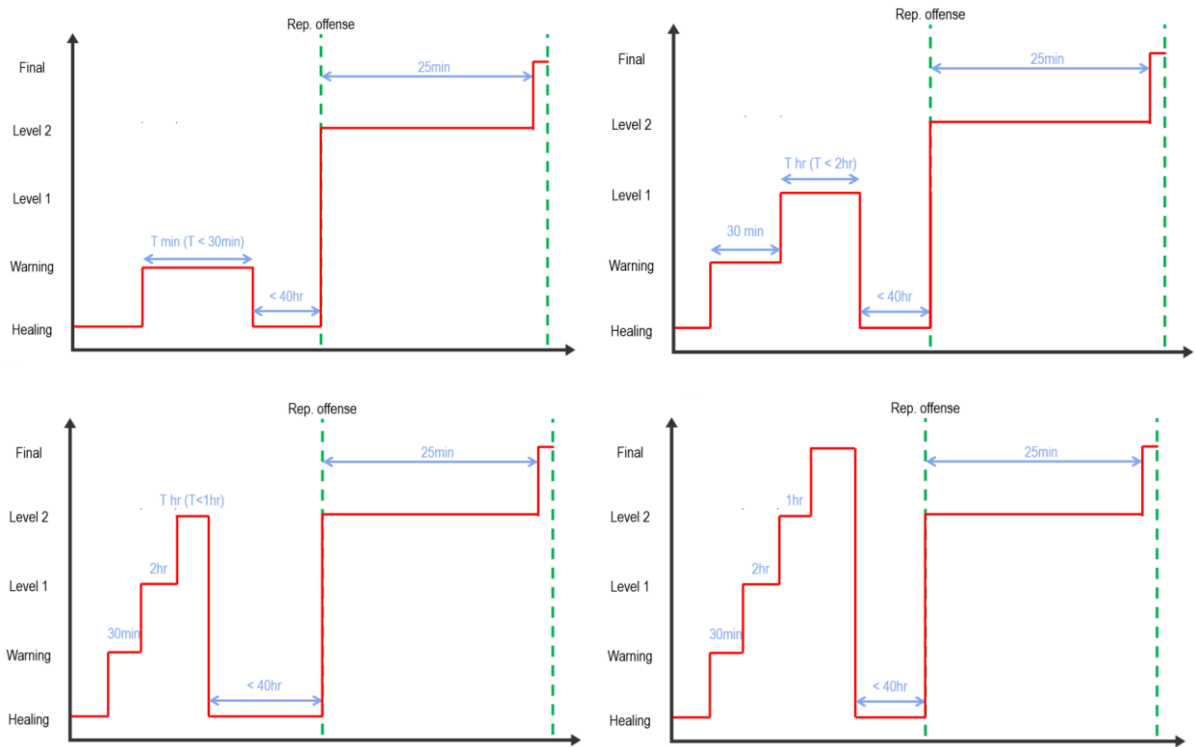 Rep. offense
Final
25min
Level 2
Level 1
T min (T < 30min)
Warning
< 40hr
Healing
Rep. offense
Final
25min
Level 2
T hr (T < 2hr)
Level 1
30 min
Warning
< 40hr
Healing
Rep. offense
Final
25min
T hr (T<1hr)
Level 2
2hr
Level 1
30min
Warning
< 40hr
Healing
Rep. offense
Final
25min
1hr
Level 2
2hr
Level 1
30min
Warning
< 40hr
Healing